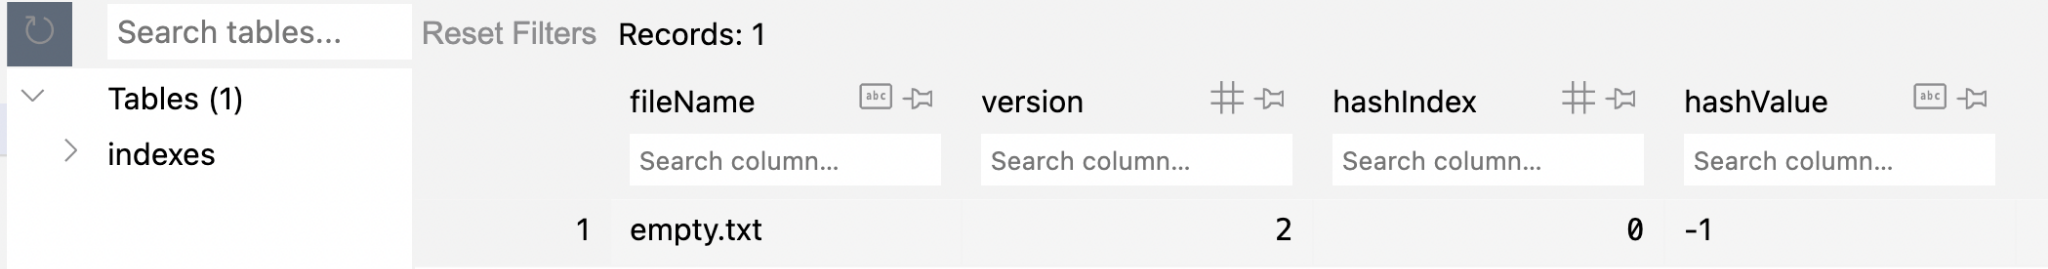 Search tables... Reset Filters Records: 1
Tables (1)
indexes
fileName abc version hashIndex hashValue abc
Search column... Search column... Search column... Search column...
1 empty.txt 2 0 -1